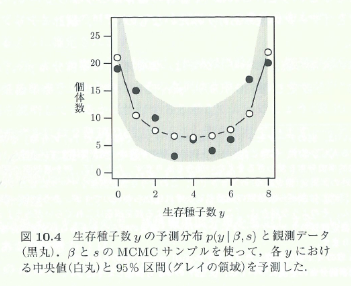 25
20
15
10
5
0
個体数
0
2
4
6
8
生存種子数 y
図 10.4 生存種子数 y の予測分布 p(y | β, s) と観測データ
(黒丸). β と s の MCMC サンプルを使って, 各 y におけ
る中央値(白丸)と 95% 区間(グレイの領域)を予測した.